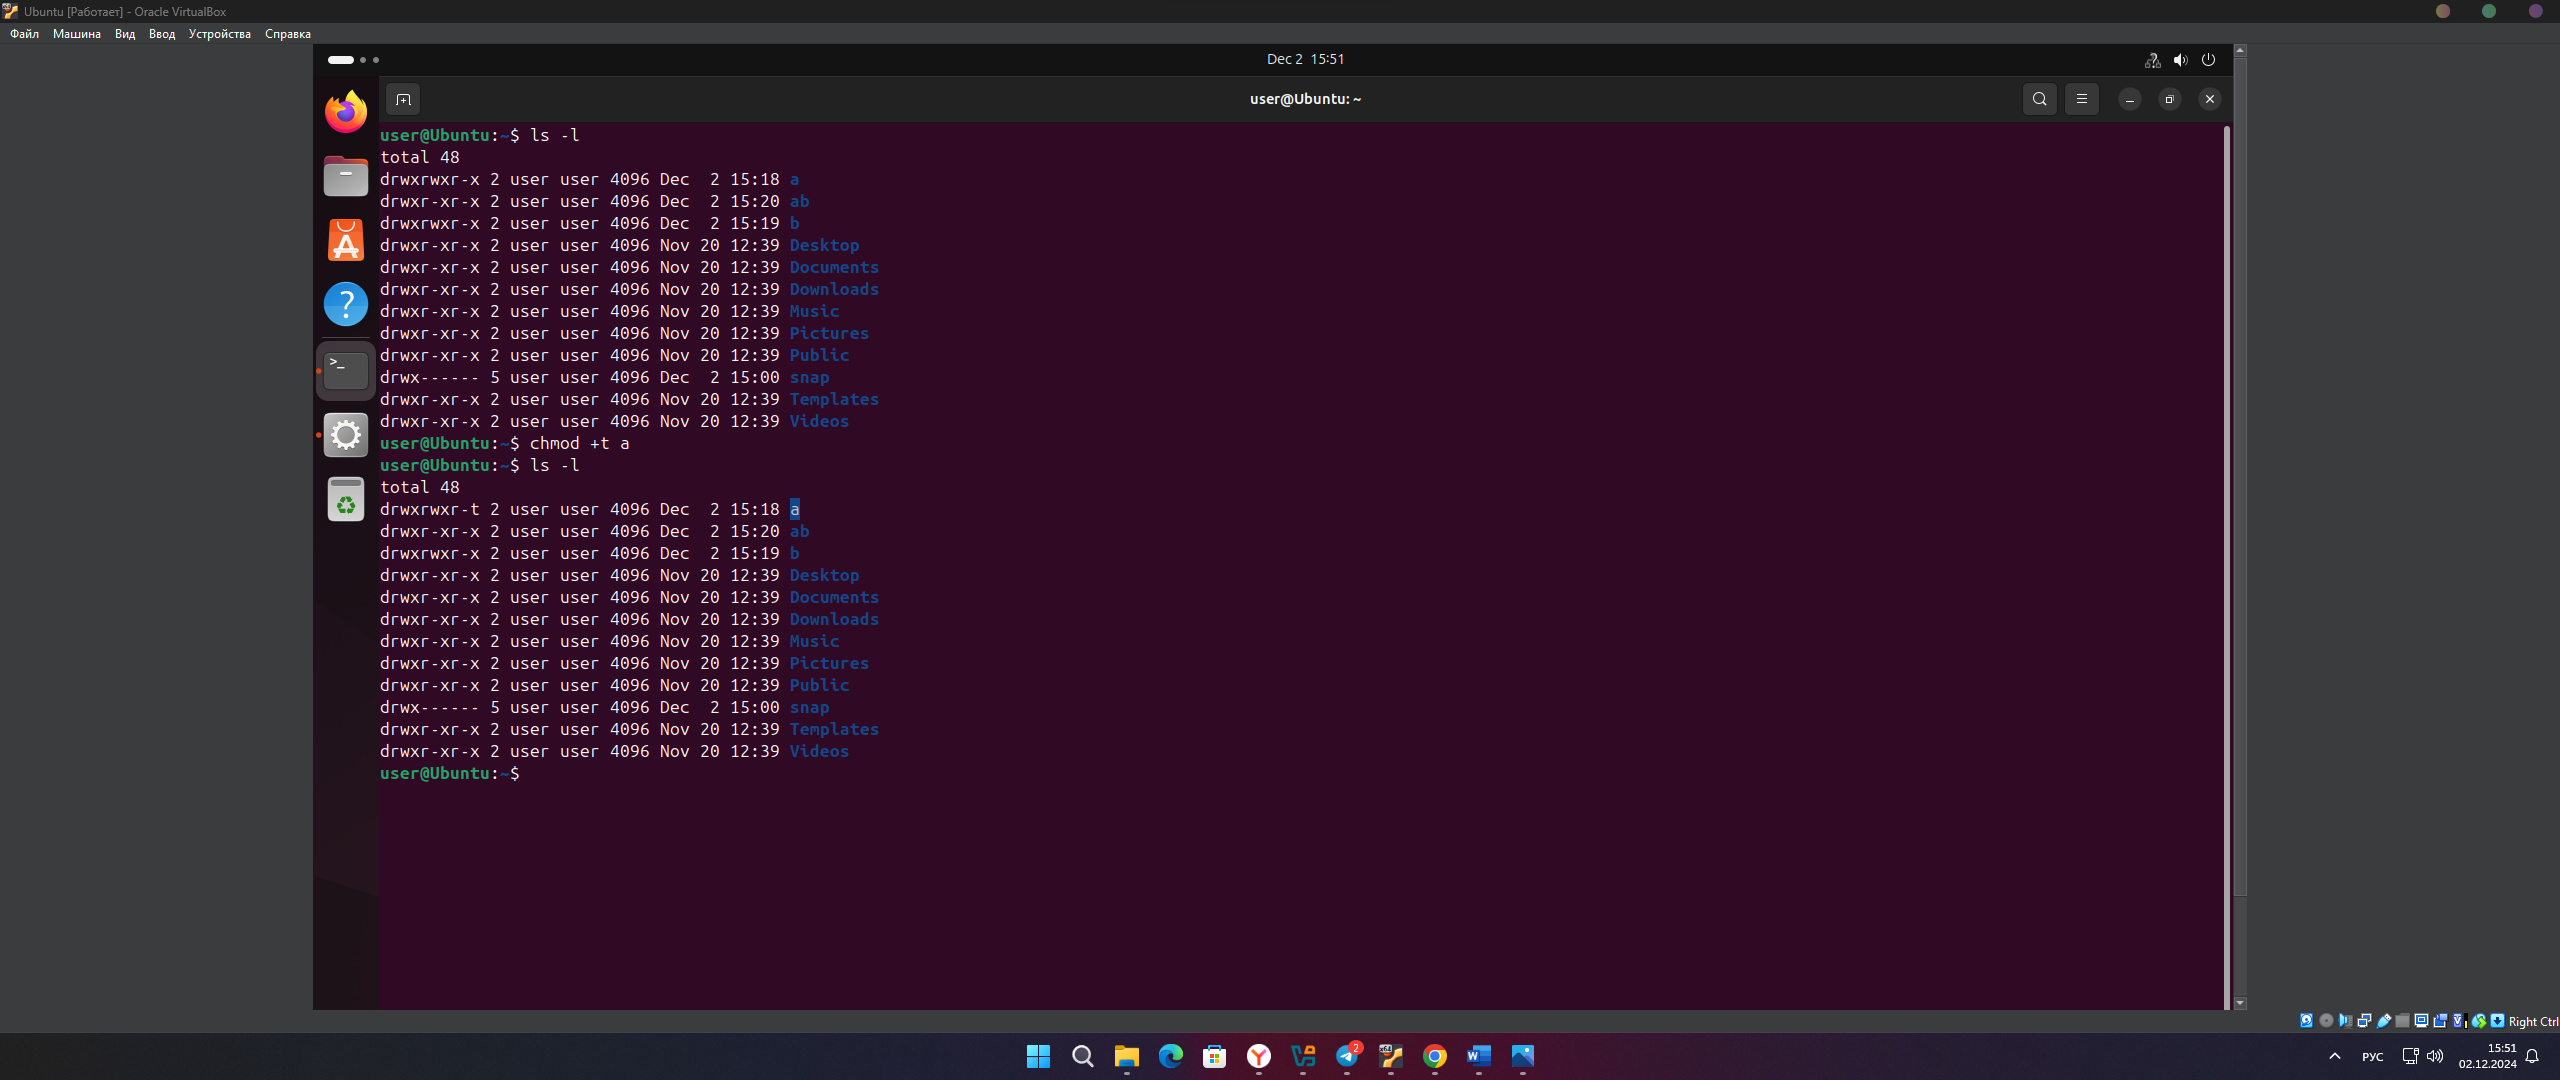 Ubuntu [Работает] - Oracle VirtualBox
Файл Машина Вид Ввод Устройства Справка
Dec 2 15:51
user@Ubuntu: ~
user@Ubuntu:~$ ls -l
total 48
drwxrwxr-x 2 user user 4096 Dec  2 15:18 a
drwxr-xr-x 2 user user 4096 Dec  2 15:20 ab
drwxrwxr-x 2 user user 4096 Dec  2 15:19 b
drwxr-xr-x 2 user user 4096 Nov 20 12:39 Desktop
drwxr-xr-x 2 user user 4096 Nov 20 12:39 Documents
drwxr-xr-x 2 user user 4096 Nov 20 12:39 Downloads
drwxr-xr-x 2 user user 4096 Nov 20 12:39 Music
drwxr-xr-x 2 user user 4096 Nov 20 12:39 Pictures
drwxr-xr-x 2 user user 4096 Nov 20 12:39 Public
drwx------ 5 user user 4096 Dec  2 15:00 snap
drwxr-xr-x 2 user user 4096 Nov 20 12:39 Templates
drwxr-xr-x 2 user user 4096 Nov 20 12:39 Videos
user@Ubuntu:~$ chmod +t a
user@Ubuntu:~$ ls -l
total 48
drwxrwxr-t 2 user user 4096 Dec  2 15:18 a
drwxr-xr-x 2 user user 4096 Dec  2 15:20 ab
drwxrwxr-x 2 user user 4096 Dec  2 15:19 b
drwxr-xr-x 2 user user 4096 Nov 20 12:39 Desktop
drwxr-xr-x 2 user user 4096 Nov 20 12:39 Documents
drwxr-xr-x 2 user user 4096 Nov 20 12:39 Downloads
drwxr-xr-x 2 user user 4096 Nov 20 12:39 Music
drwxr-xr-x 2 user user 4096 Nov 20 12:39 Pictures
drwxr-xr-x 2 user user 4096 Nov 20 12:39 Public
drwx------ 5 user user 4096 Dec  2 15:00 snap
drwxr-xr-x 2 user user 4096 Nov 20 12:39 Templates
drwxr-xr-x 2 user user 4096 Nov 20 12:39 Videos
user@Ubuntu:~$
Right Ctrl
2
РУС
15:51
02.12.2024